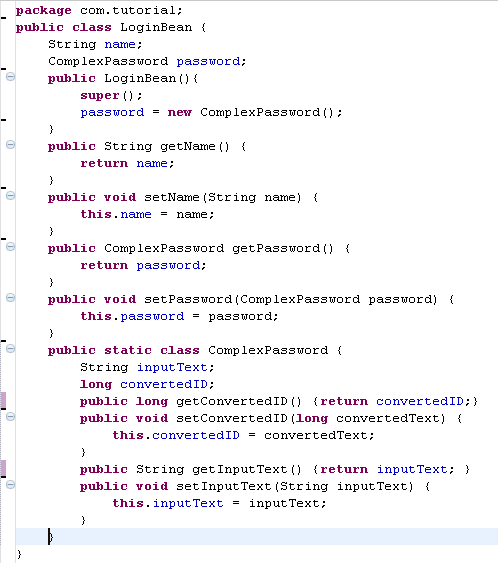 package com.tutorial;
public class LoginBean {
    String name;
    ComplexPassword password;
    public LoginBean(){
        super();
        password = new ComplexPassword();
    }
    public String getName() {
        return name;
    }
    public void setName(String name) {
        this.name = name;
    }
    public ComplexPassword getPassword() {
        return password;
    }
    public void setPassword(ComplexPassword password) {
        this.password = password;
    }
    public static class ComplexPassword {
        String inputText;
        long convertedID;
        public long getConvertedID() {return convertedID;}
        public void setConvertedID(long convertedText) {
            this.convertedID = convertedText;
        }
        public String getInputText() {return inputText; }
        public void setInputText(String inputText) {
            this.inputText = inputText;
        }
    }
}